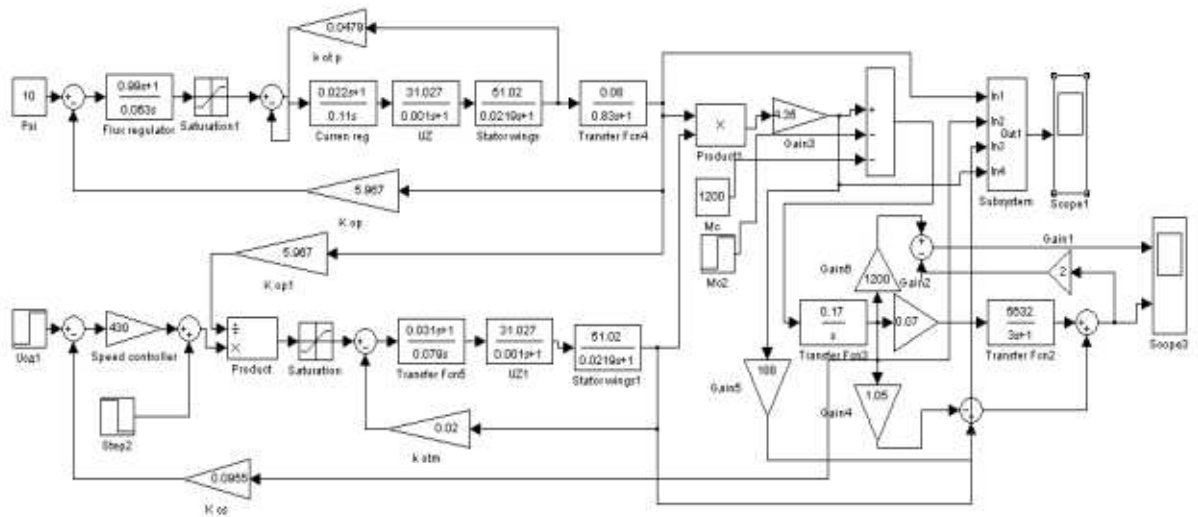 0.0479
k ot p
10
Psi
0.99s+1
0.063s
Flux regulator
Saturation1
0.022s+1
0.11s
Curren reg
31.027
0.001s+1
UZ
51.02
0.0219s+1
Stator wings
0.08
0.83s+1
Transfer Fcn4
×
Product1
4.35
Gain3
+
−
−
In1
In2
In3
In4
Out1
Subsystem
Scope1
5.967
K op
1200
Mc
Mc2
5.967
K op1
1200
Gain6
Gain2
Gain1
2
Scope3
430
Speed controller
÷
×
Product
Saturation
0.031s+1
0.079s
Transfer Fcn5
31.027
0.001s+1
UZ1
51.02
0.0219s+1
Stator wings1
0.17
s
Transfer Fcn3
0.07
5532
3s+1
Transfer Fcn2
188
Gain5
1.05
Gain4
Step2
0.02
k otm
0.0955
K os